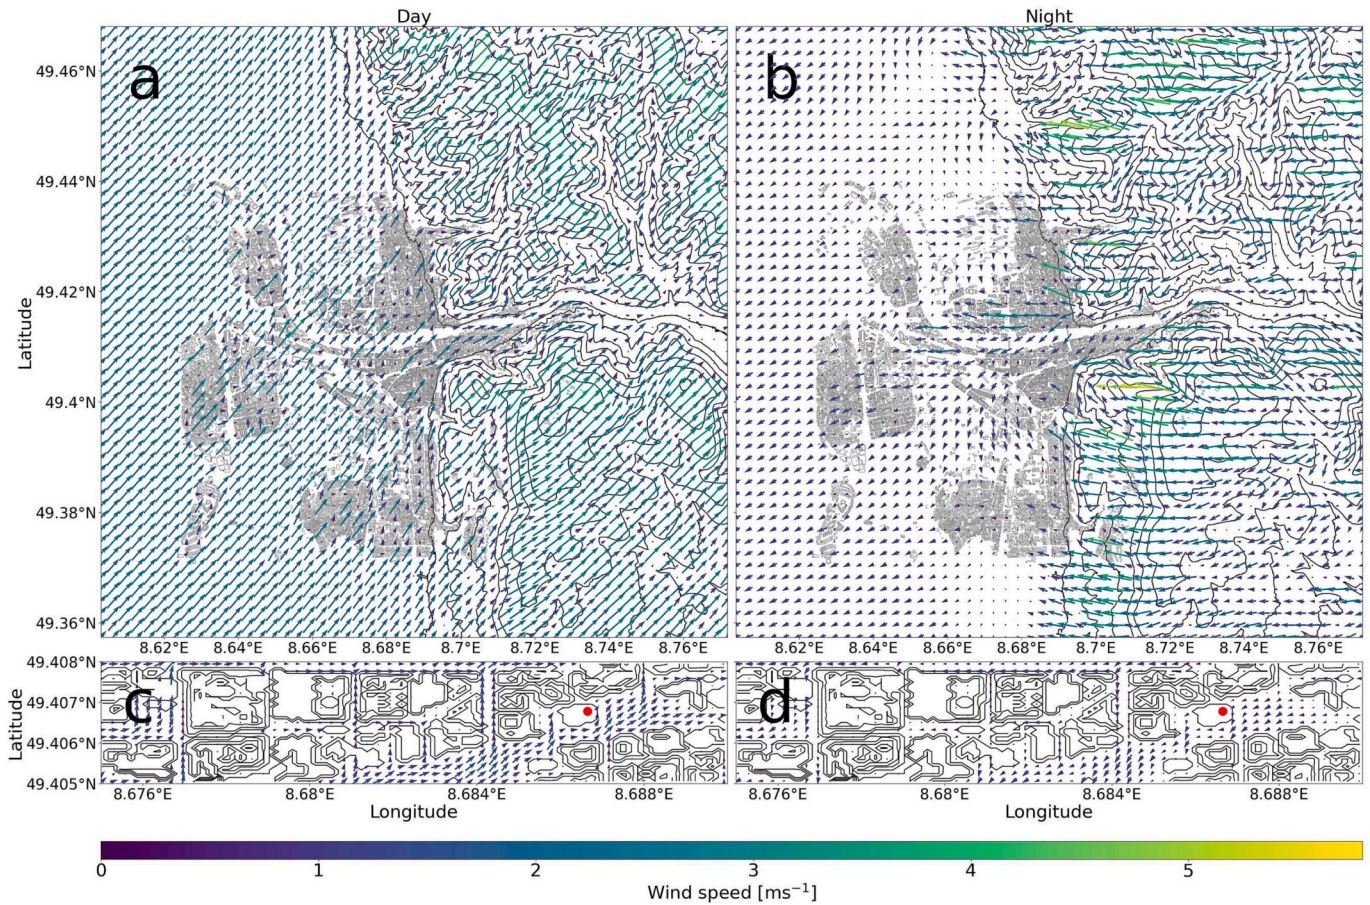 Day
Night
a
b
49.46°N
49.44°N
49.42°N
49.4°N
49.38°N
49.36°N
Latitude
8.62°E 8.64°E 8.66°E 8.68°E 8.7°E 8.72°E 8.74°E 8.76°E
8.62°E 8.64°E 8.66°E 8.68°E 8.7°E 8.72°E 8.74°E 8.76°E
c
d
49.408°N
49.407°N
49.406°N
49.405°N
Latitude
8.676°E 8.68°E 8.684°E 8.688°E
8.676°E 8.68°E 8.684°E 8.688°E
Longitude
Longitude
0 1 2 3 4 5
Wind speed [ms⁻¹]